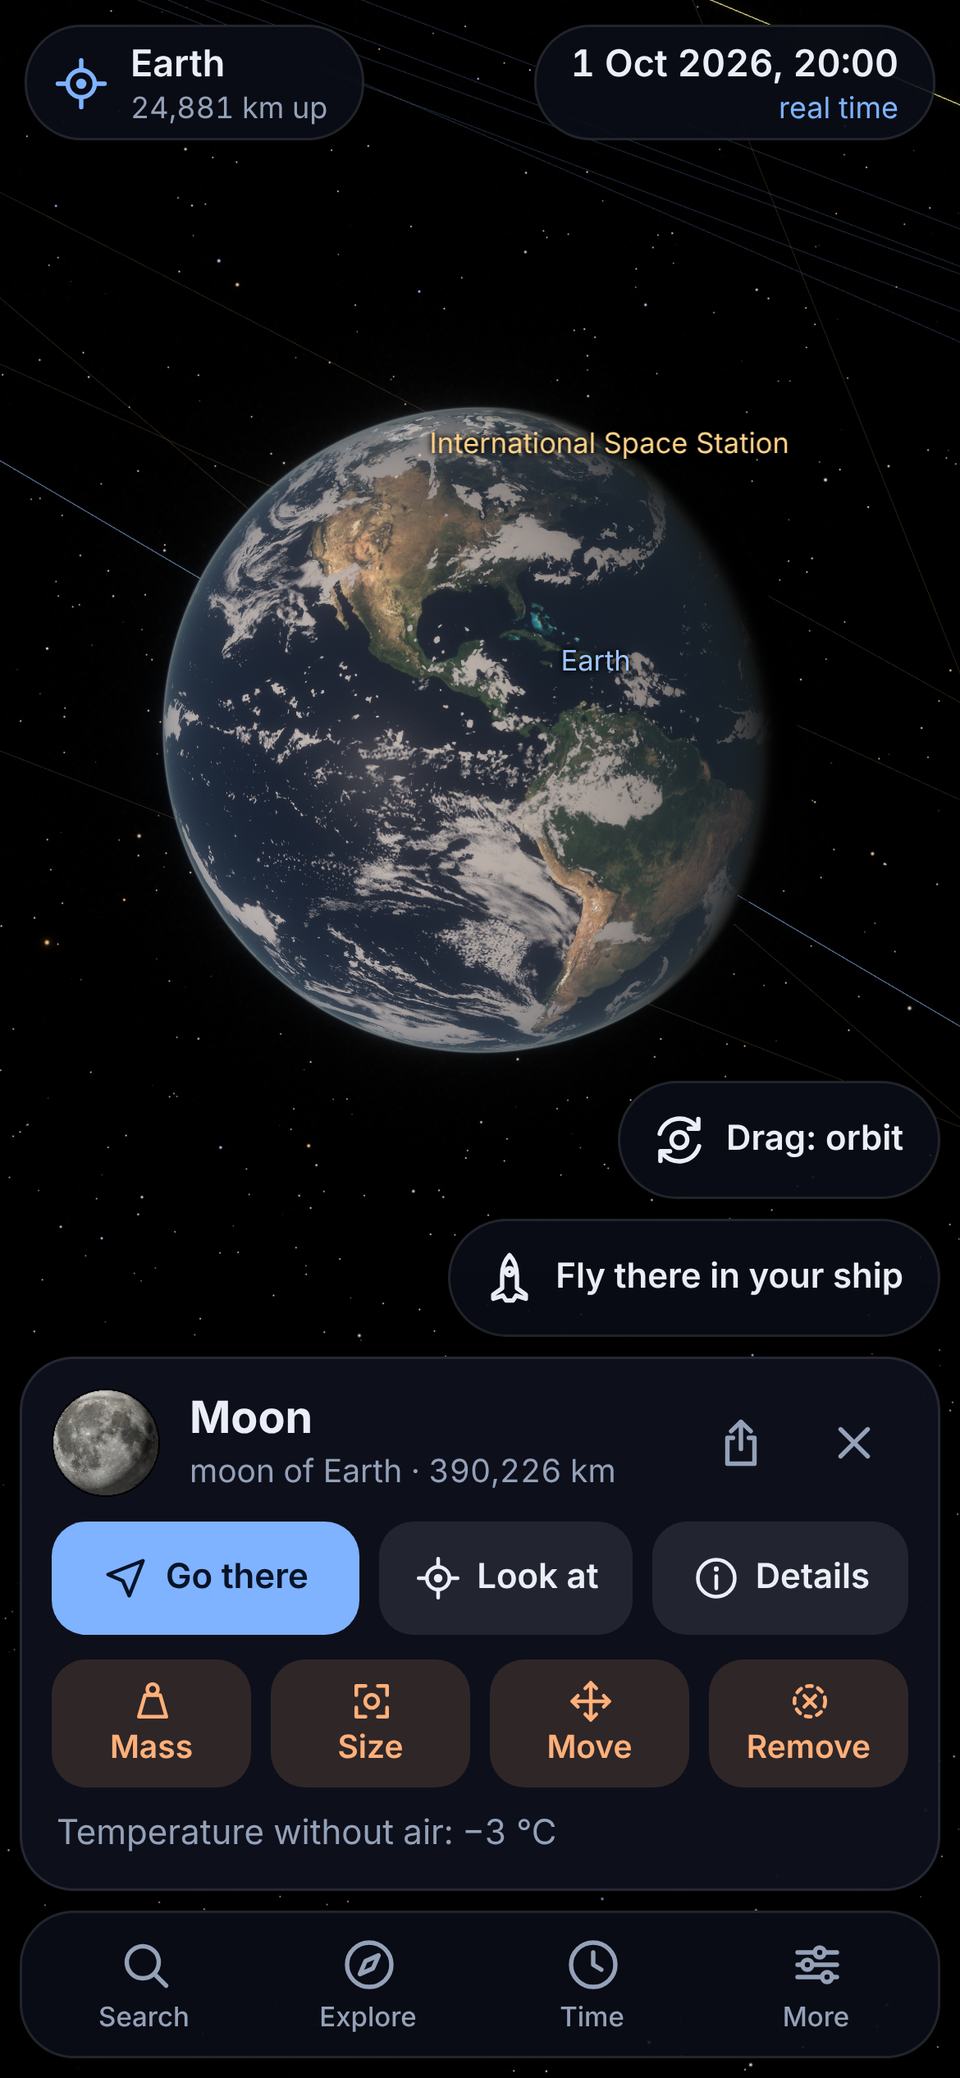 Earth
24,881 km up
1 Oct 2026, 20:00
real time
International Space Station
Earth
Drag: orbit
Fly there in your ship
Moon
moon of Earth · 390,226 km
Go there
Look at
Details
Mass
Size
Move
Remove
Temperature without air: −3 °C
Search
Explore
Time
More